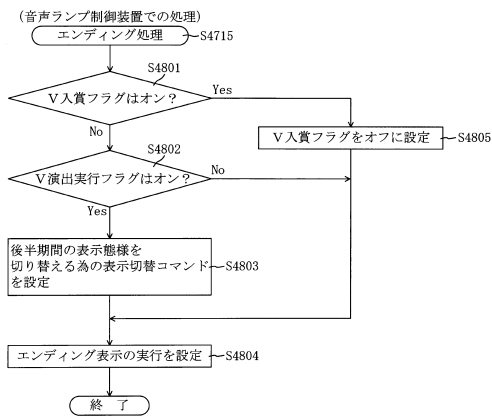 (音声ランプ制御装置での処理)
エンディング処理
S4715
S4801
V入賞フラグはオン?
Yes
No
V入賞フラグをオフに設定
S4805
S4802
V演出実行フラグはオン?
No
Yes
後半期間の表示態様を
切り替える為の表示切替コマンド
を設定
S4803
エンディング表示の実行を設定
S4804
終 了